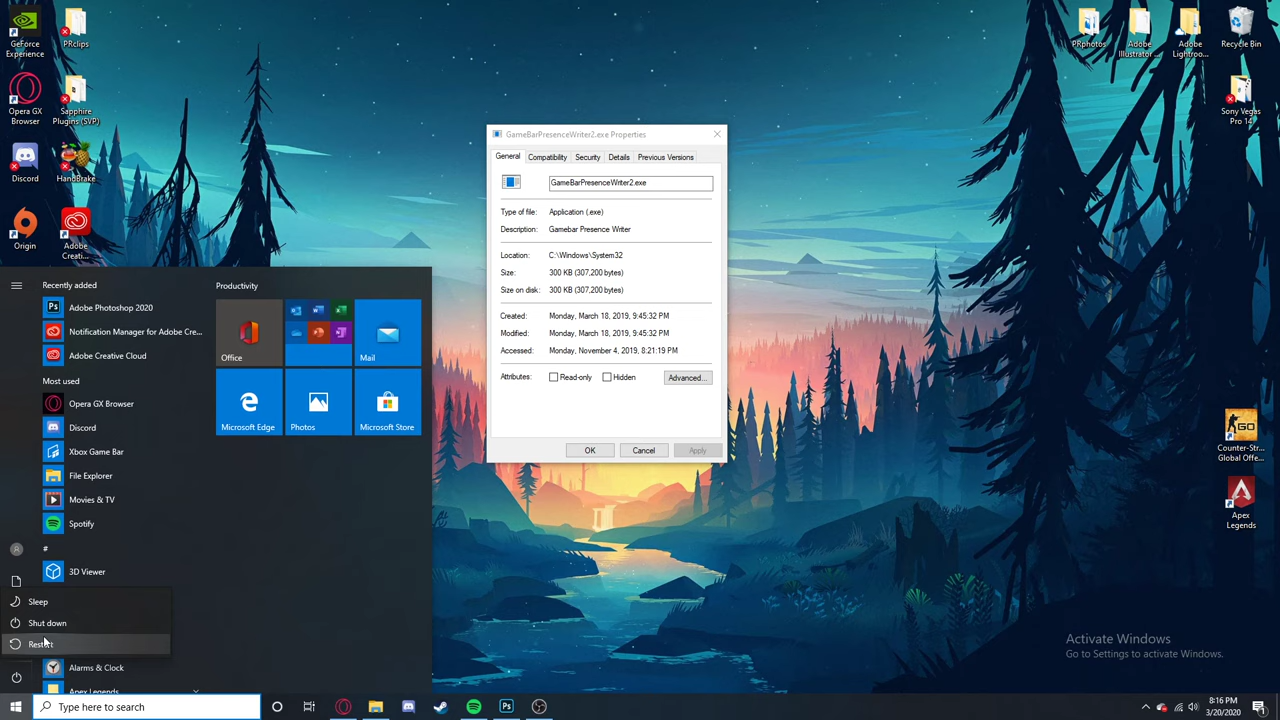 GeForce
Experience
PRclips
Opera GX
Browser
Sapphire
Plugins (SVP)
Discord
HandBrake
Origin
Adobe
Creati...
PRphotos
Adobe
Illustrator ...
Adobe
Lightroo...
Recycle Bin
Sony Vegas
Pro 14
Counter-Str...
Global Offe...
Apex
Legends
GameBarPresenceWriter2.exe Properties
General
Compatibility
Security
Details
Previous Versions
GameBarPresenceWriter2.exe
Type of file: Application (.exe)
Description: Gamebar Presence Writer
Location: C:\Windows\System32
Size: 300 KB (307,200 bytes)
Size on disk: 300 KB (307,200 bytes)
Created: Monday, March 18, 2019, 9:45:32 PM
Modified: Monday, March 18, 2019, 9:45:32 PM
Accessed: Monday, November 4, 2019, 8:21:19 PM
Attributes: Read-only Hidden Advanced...
OK Cancel Apply
Recently added
Adobe Photoshop 2020
Notification Manager for Adobe Cre...
Adobe Creative Cloud
Most used
Opera GX Browser
Discord
Xbox Game Bar
File Explorer
Movies & TV
Spotify
#
3D Viewer
Sleep
Shut down
Restart
Alarms & Clock
Apex Legends
Productivity
Office
Mail
Microsoft Edge
Photos
Microsoft Store
Activate Windows
Go to Settings to activate Windows.
Type here to search
8:16 PM
3/20/2020
1